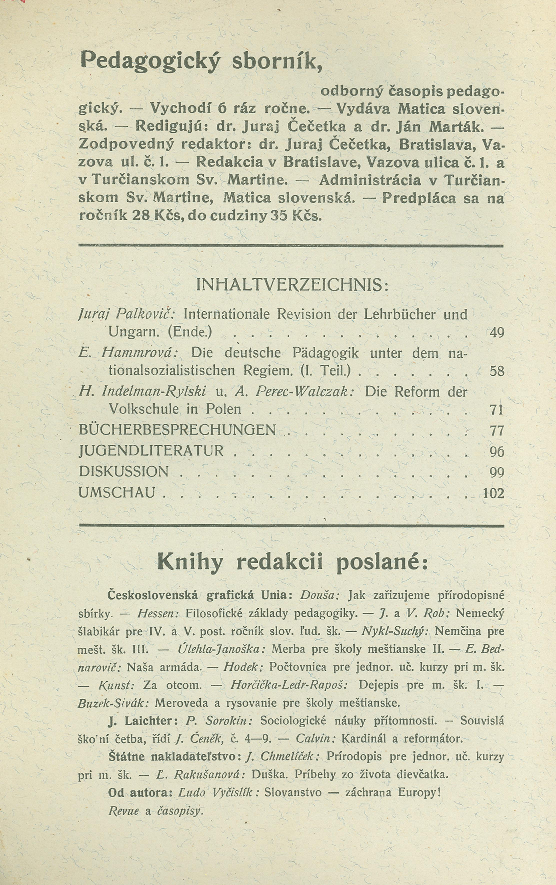 Pedagogický sborník,
odborný časopis pedago-
gický. — Vychodí 6 ráz ročne. — Vydáva Matica sloven-
ská. — Redigujú: dr. Juraj Čečetka a dr. Ján Marták. —
Zodpovedný redaktor: dr. Juraj Čečetka, Bratislava, Va-
zova ul. č. 1. — Redakcia v Bratislave, Vazova ulica č. 1. a
v Turčianskom Sv. Martine. — Administrácia v Turčian-
skom Sv. Martine, Matica slovenská. — Predpláca sa na
ročník 28 Kčs, do cudziny 35 Kčs.
INHALTVERZEICHNIS:
Juraj Palkovič: Internationale Revision der Lehrbücher und
Ungarn. (Ende.) . . . . . . . . . . . . . . 49
E. Hammrová: Die deutsche Pädagogik unter dem na-
tionalsozialistischen Regiem. (I. Teil.) . . . . . . . 58
H. Indelman-Rylski u. A. Perec-Walczak: Die Reform der
Volkschule in Polen . . . . . . . . . . . . . 71
BÜCHERBESPRECHUNGEN . . . . . . . . . . . 77
JUGENDLITERATUR . . . . . . . . . . . . . . 96
DISKUSSION . . . . . . . . . . . . . . . . . 99
UMSCHAU . . . . . . . . . . . . . . . . . . 102
Knihy redakcii poslané:
Československá grafická Unia: Douša: Jak zařizujeme přírodopisné
sbírky. — Hessen: Filosofické základy pedagogiky. — J. a V. Rob: Nemecký
šlabikár pre IV. a V. post. ročník slov. ľud. šk. — Nykl-Suchý: Nemčina pre
mešt. šk. III. — Úlehla-Janoška: Merba pre školy meštianske II. — E. Bed-
narovič: Naša armáda. — Hodek: Počtovnica pre jednor. uč. kurzy pri m. šk.
— Kunst: Za otcom. — Horčička-Ledr-Rapoš: Dejepis pre m. šk. I. —
Buzek-Sivák: Meroveda a rysovanie pre školy meštianske.
J. Laichter: P. Sorokin: Sociologické náuky přítomnosti. — Souvislá
ško'ní četba, řídí J. Čeněk, č. 4—9. — Calvin: Kardinál a reformátor.
Štátne nakladateľstvo: J. Chmelíček: Prírodopis pre jednor. uč. kurzy
pri m. šk. — E. Rakušanová: Duška. Príbehy zo života dievčatka.
Od autora: Ľudo Vyčislík: Slovanstvo — záchrana Europy!
Revue a časopisy.